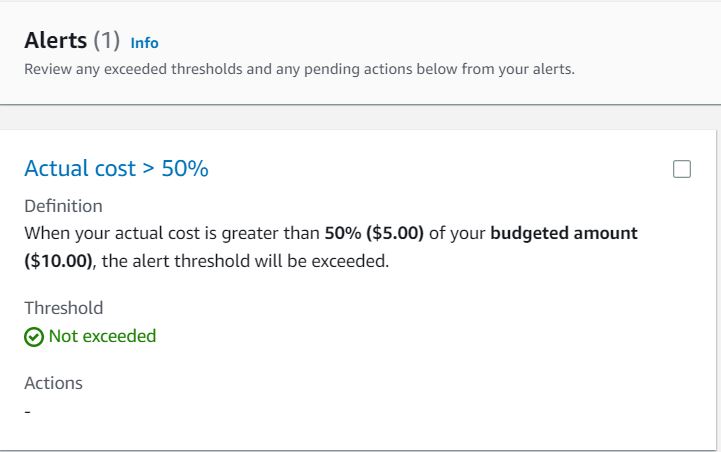 Alerts (1) Info
Review any exceeded thresholds and any pending actions below from your alerts.
Actual cost > 50%
Definition
When your actual cost is greater than 50% ($5.00) of your budgeted amount
($10.00), the alert threshold will be exceeded.
Threshold
Not exceeded
Actions
-